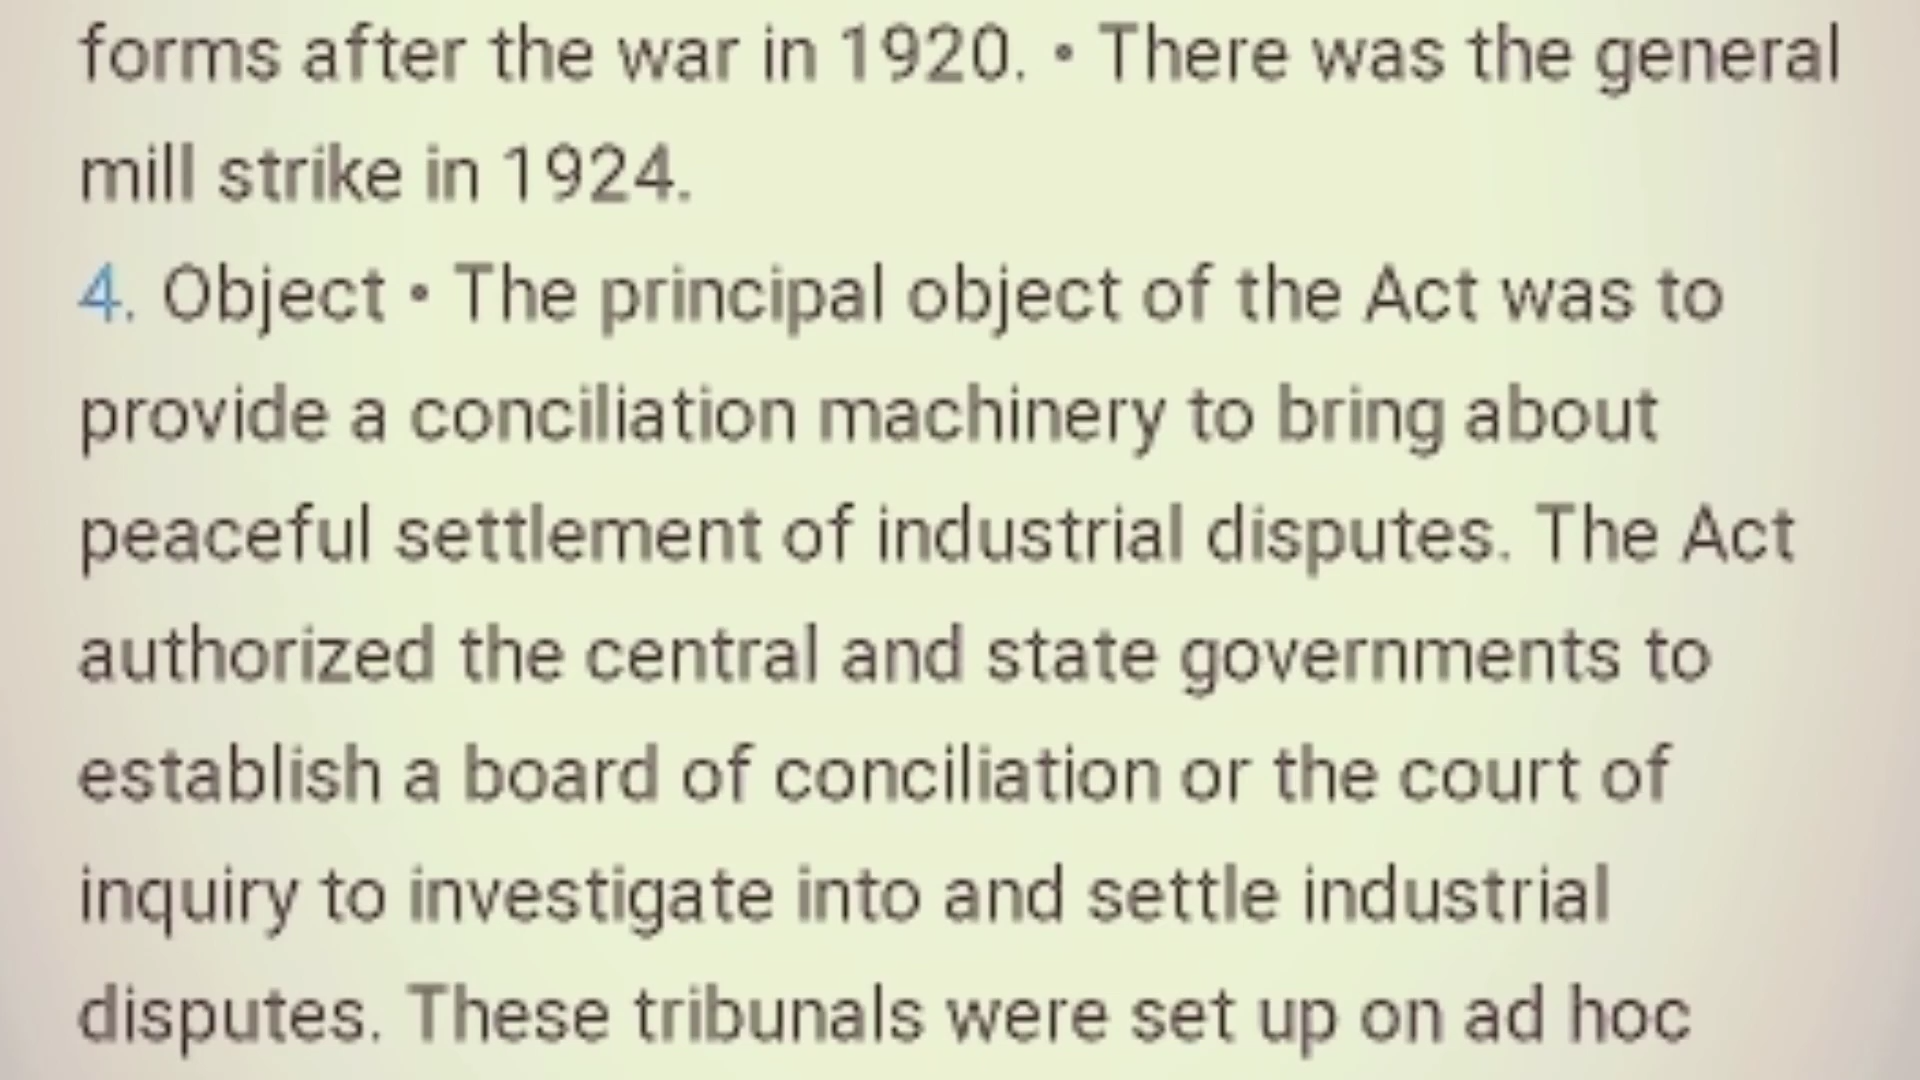 forms after the war in 1920. • There was the general
mill strike in 1924.
4. Object • The principal object of the Act was to
provide a conciliation machinery to bring about
peaceful settlement of industrial disputes. The Act
authorized the central and state governments to
establish a board of conciliation or the court of
inquiry to investigate into and settle industrial
disputes. These tribunals were set up on ad hoc